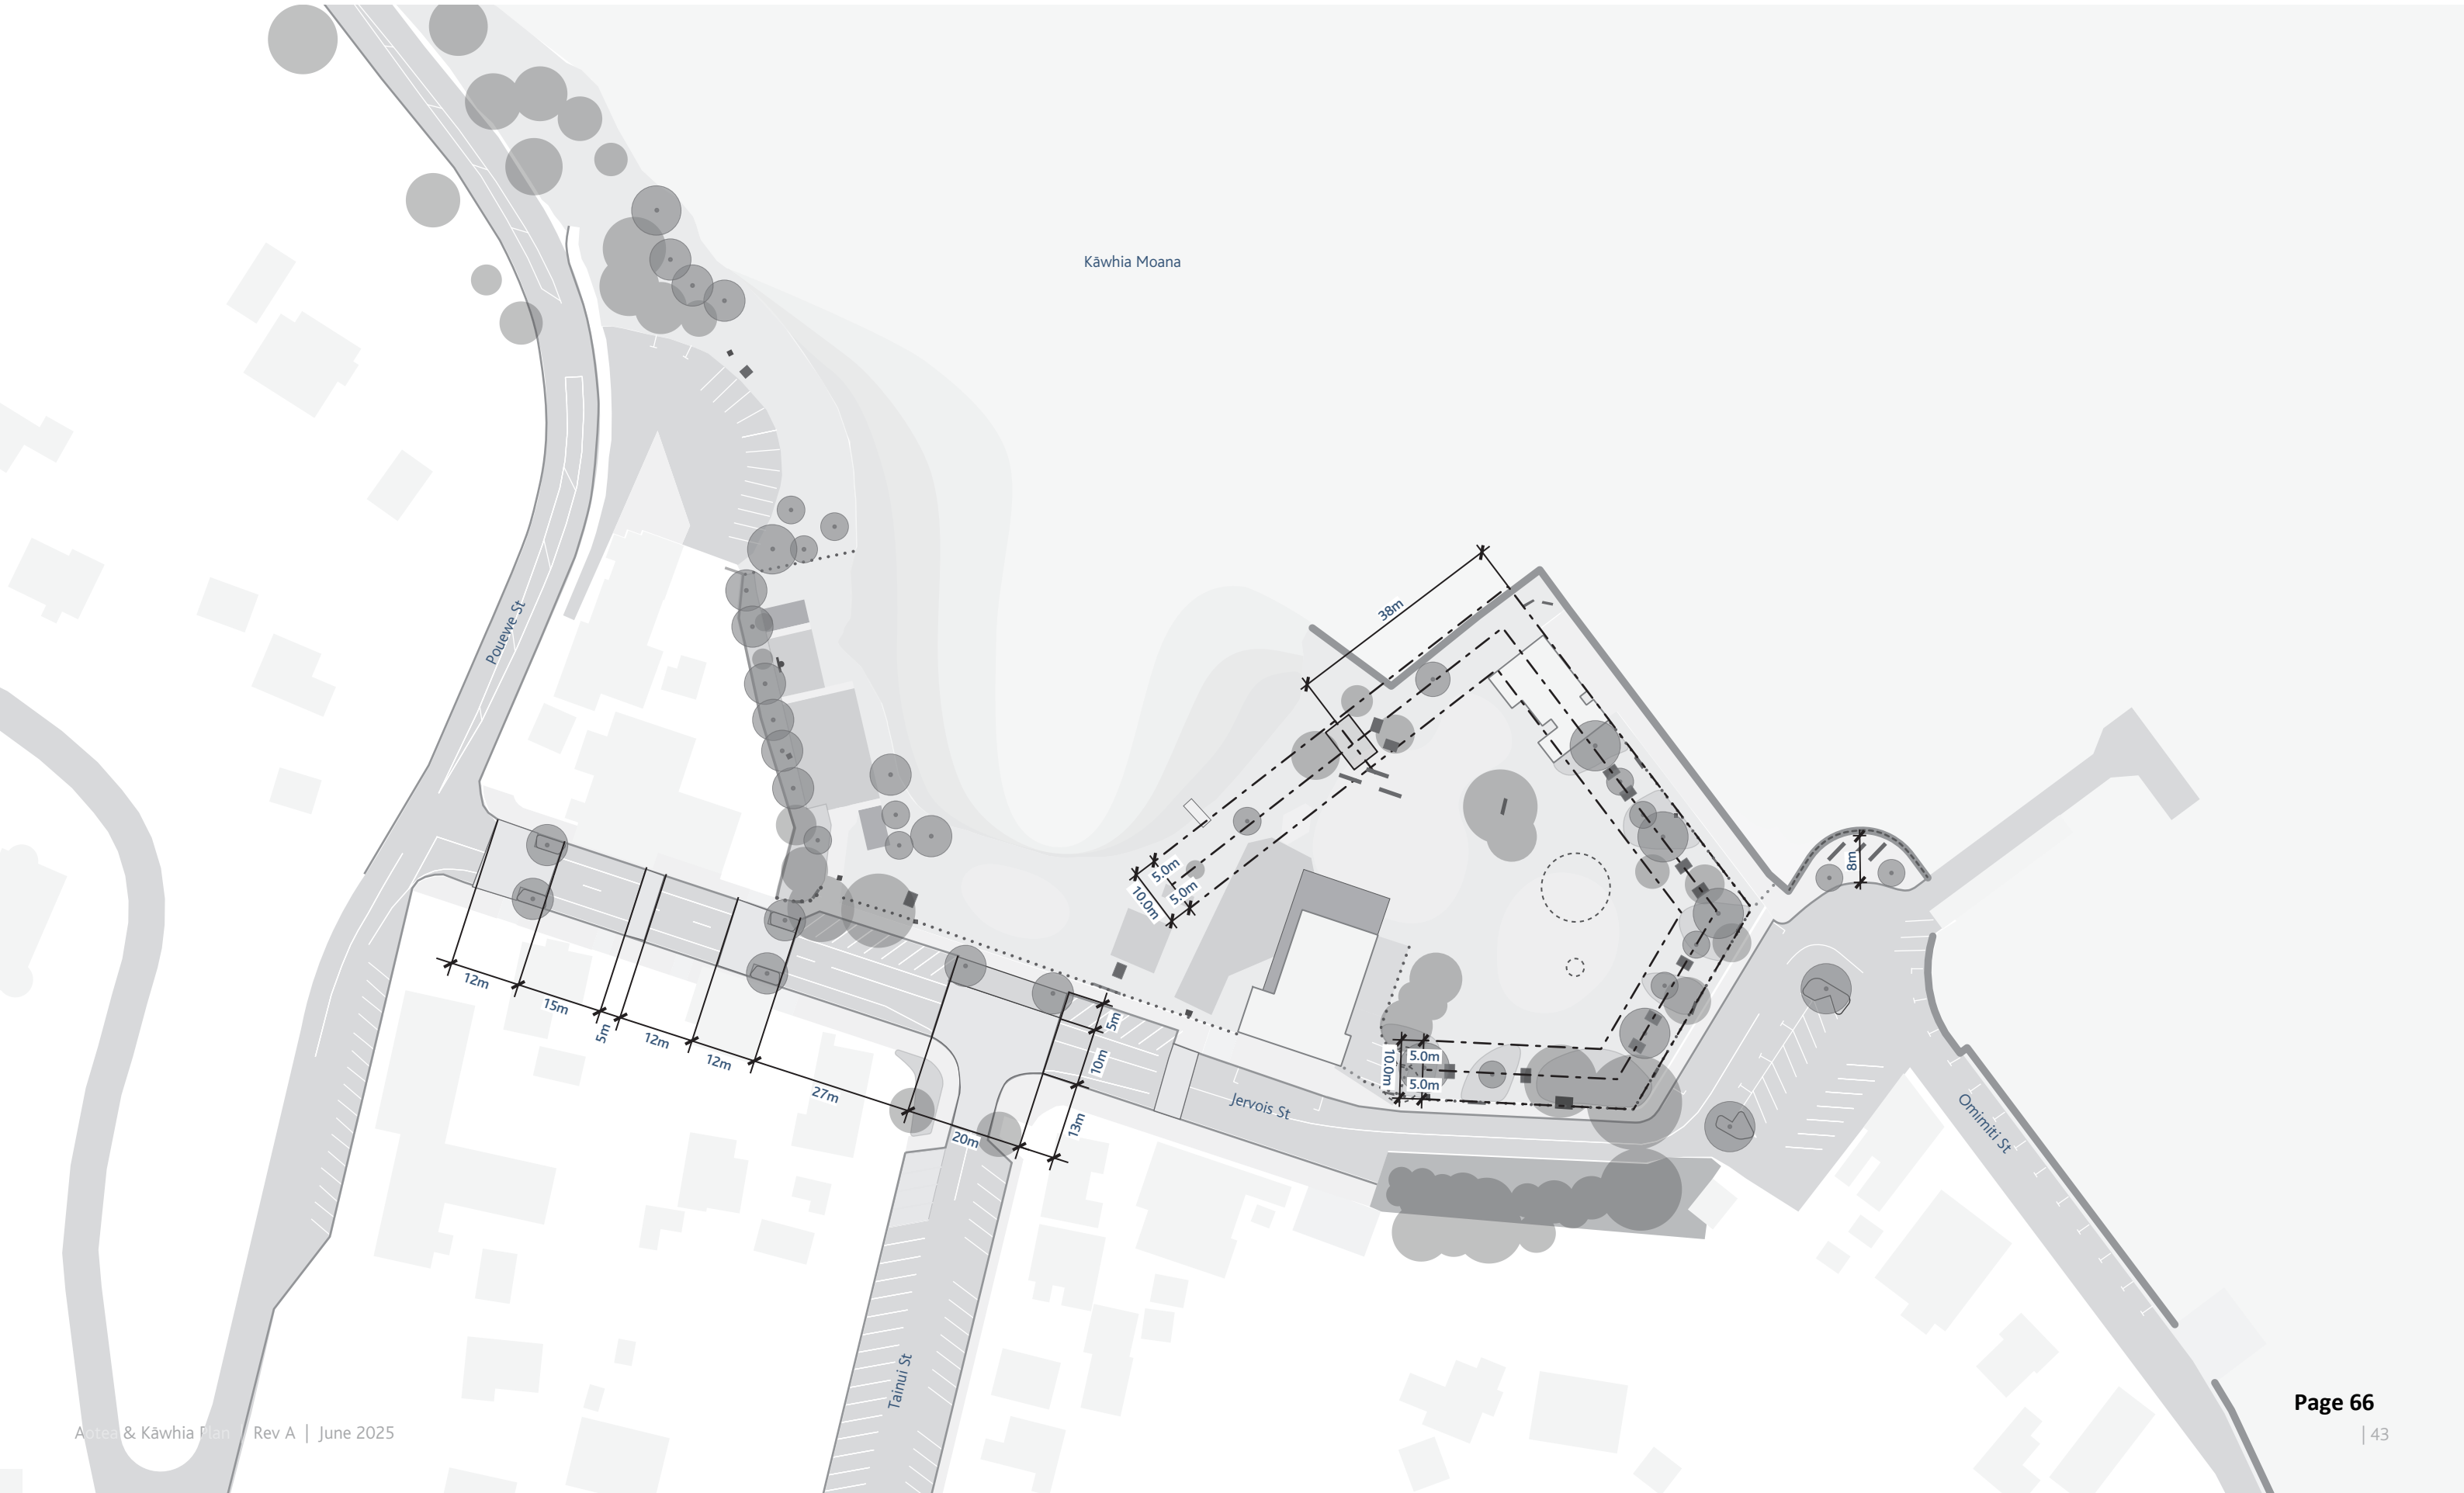 Kāwhia Moana
38m
Pouewe St
5.0m
5.0m
10.0m
8m
12m
15m
5m
12m
12m
27m
20m
5m
10m
13m
10.0m
5.0m
5.0m
Jervois St
Omimiti St
Tainui St
Page 66
Aotea & Kāwhia Plan | Rev A | June 2025
| 43